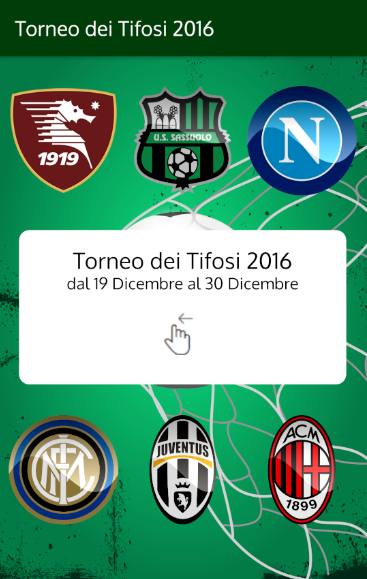 Torneo dei Tifosi 2016
1919
U.S. SASSUOLO
N
Torneo dei Tifosi 2016
dal 19 Dicembre al 30 Dicembre
FCIM
JUVENTUS
ACM
1899